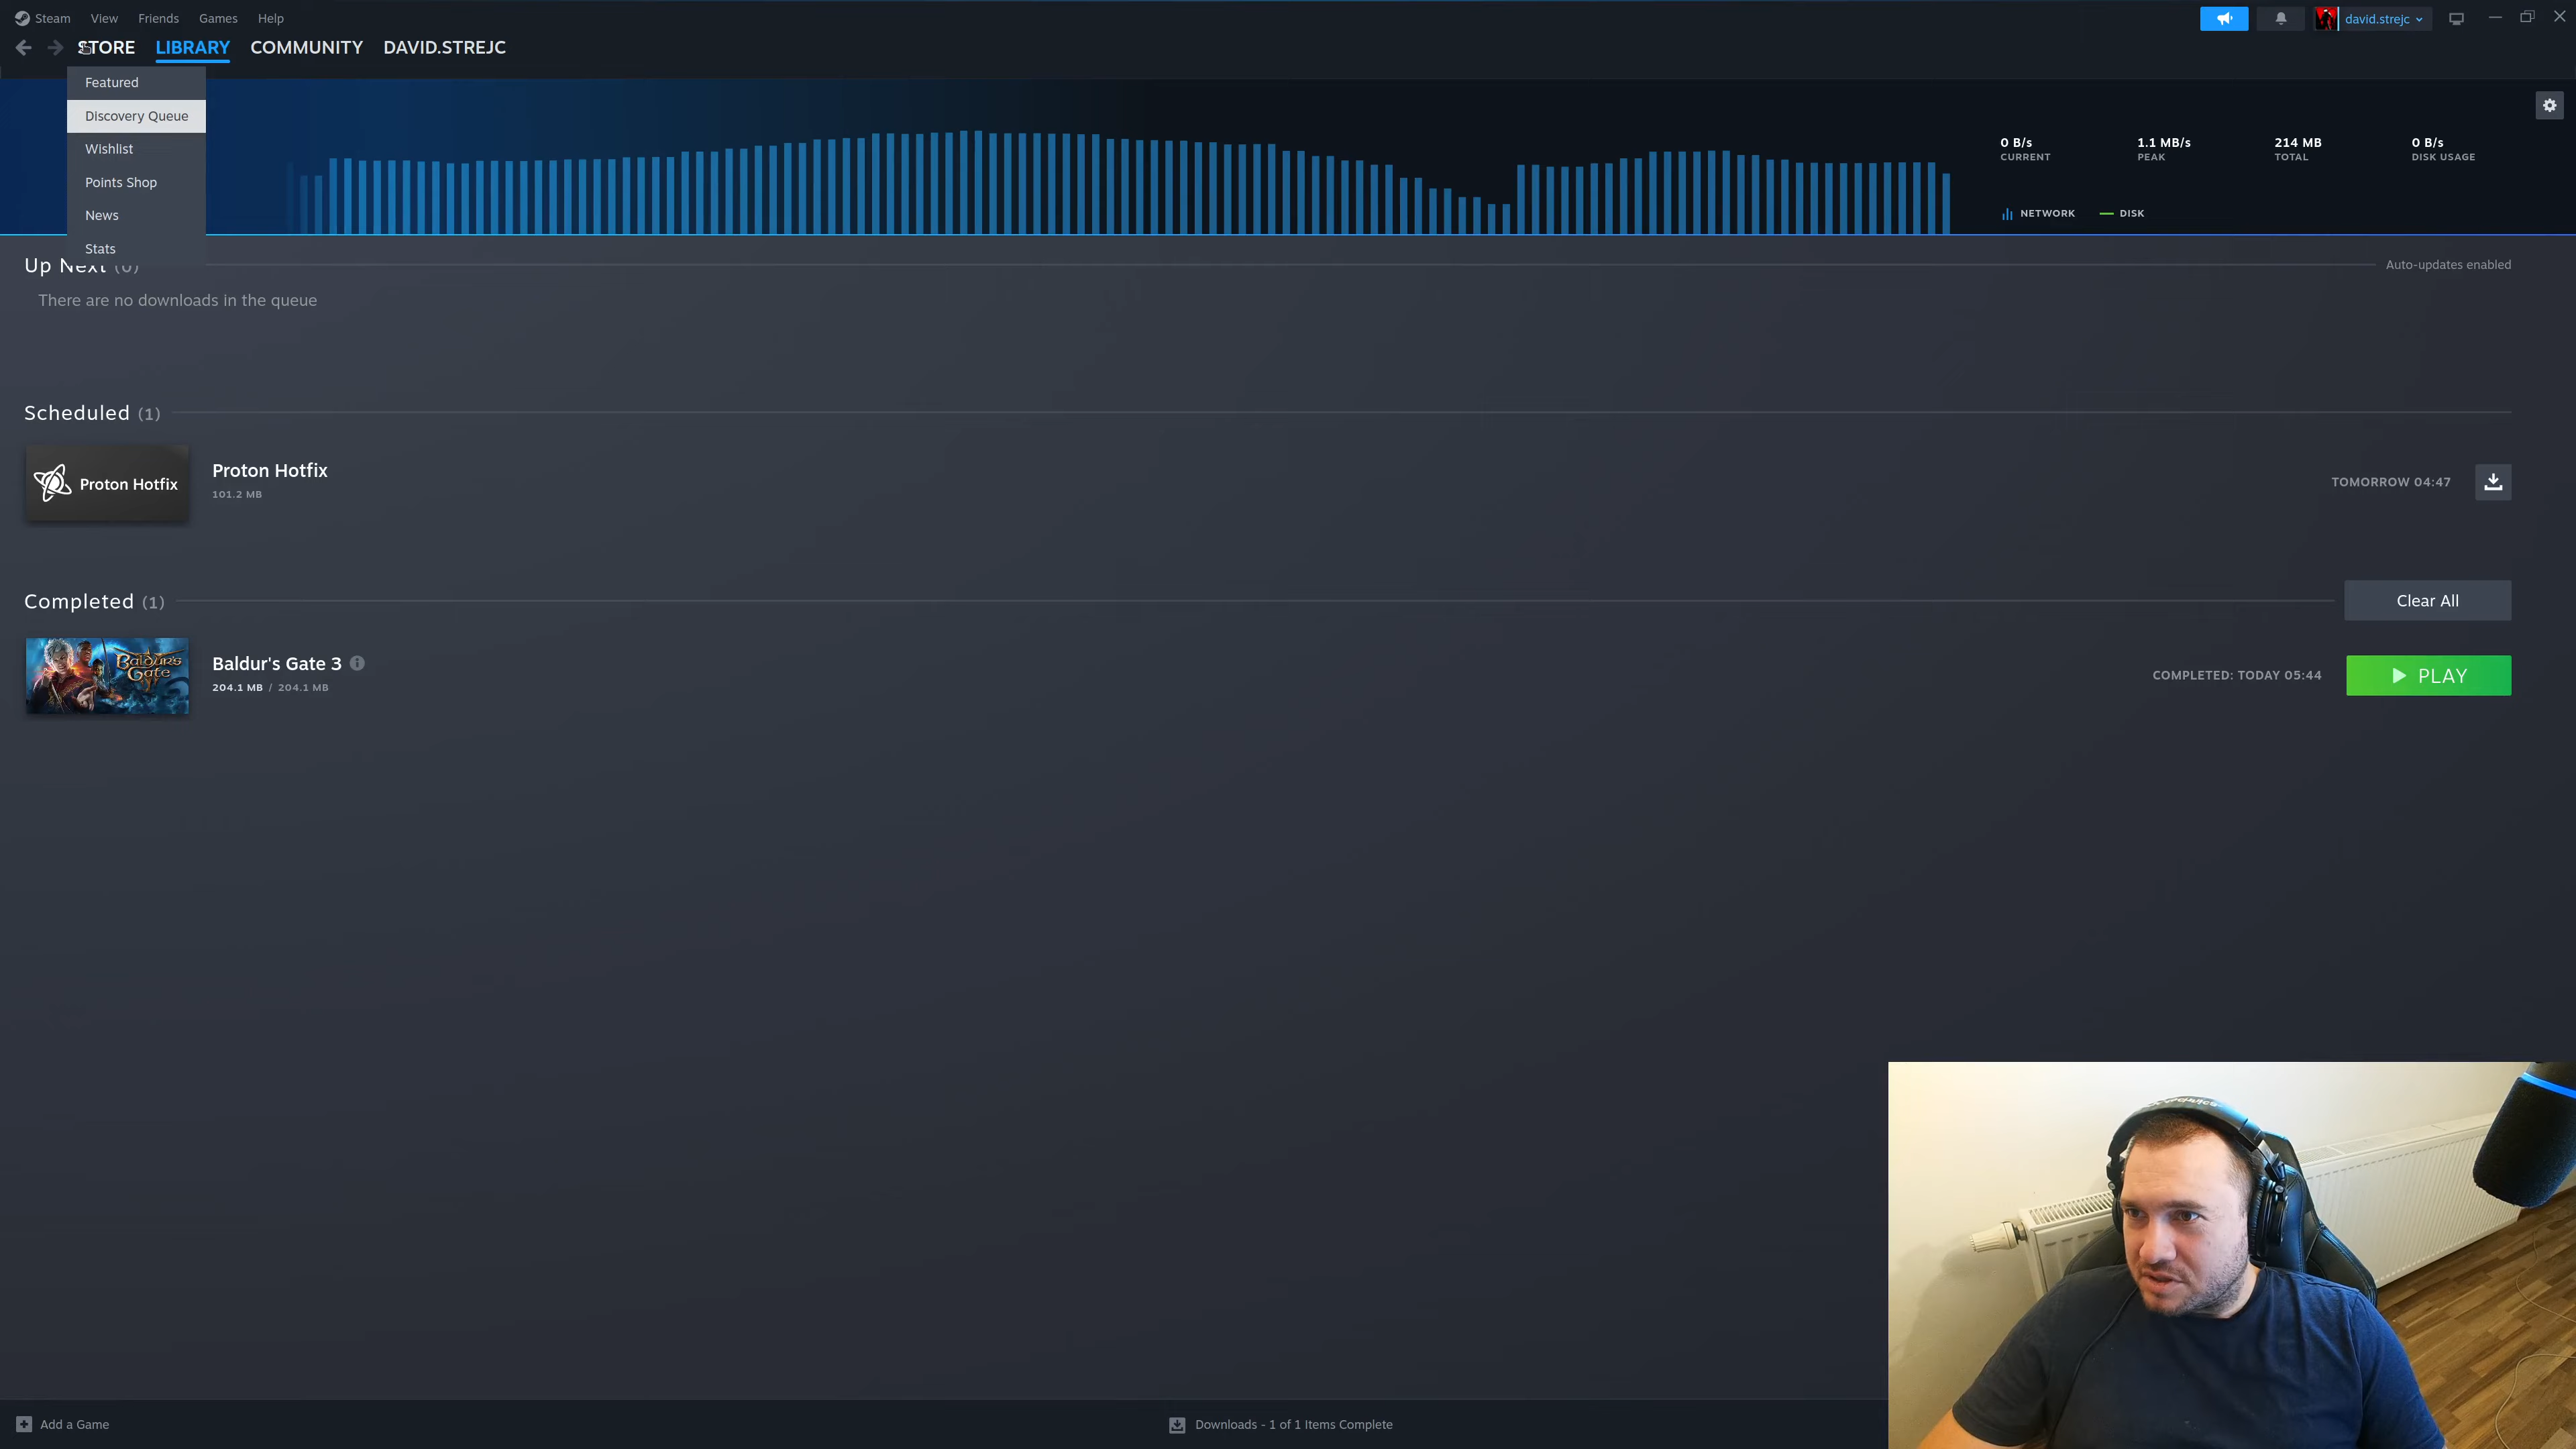 Steam View Friends Games Help
david.strejc
STORE LIBRARY COMMUNITY DAVID.STREJC
Featured
Discovery Queue
Wishlist
Points Shop
News
Stats
0 B/s 1.1 MB/s 214 MB 0 B/s
CURRENT PEAK TOTAL DISK USAGE
NETWORK DISK
Up Next (0)
Auto-updates enabled
There are no downloads in the queue
Scheduled (1)
Proton Hotfix
Proton Hotfix
101.2 MB
TOMORROW 04:47
Completed (1)
Clear All
Baldur's Gate
Baldur's Gate 3
204.1 MB / 204.1 MB
COMPLETED: TODAY 05:44
PLAY
Add a Game
Downloads - 1 of 1 Items Complete